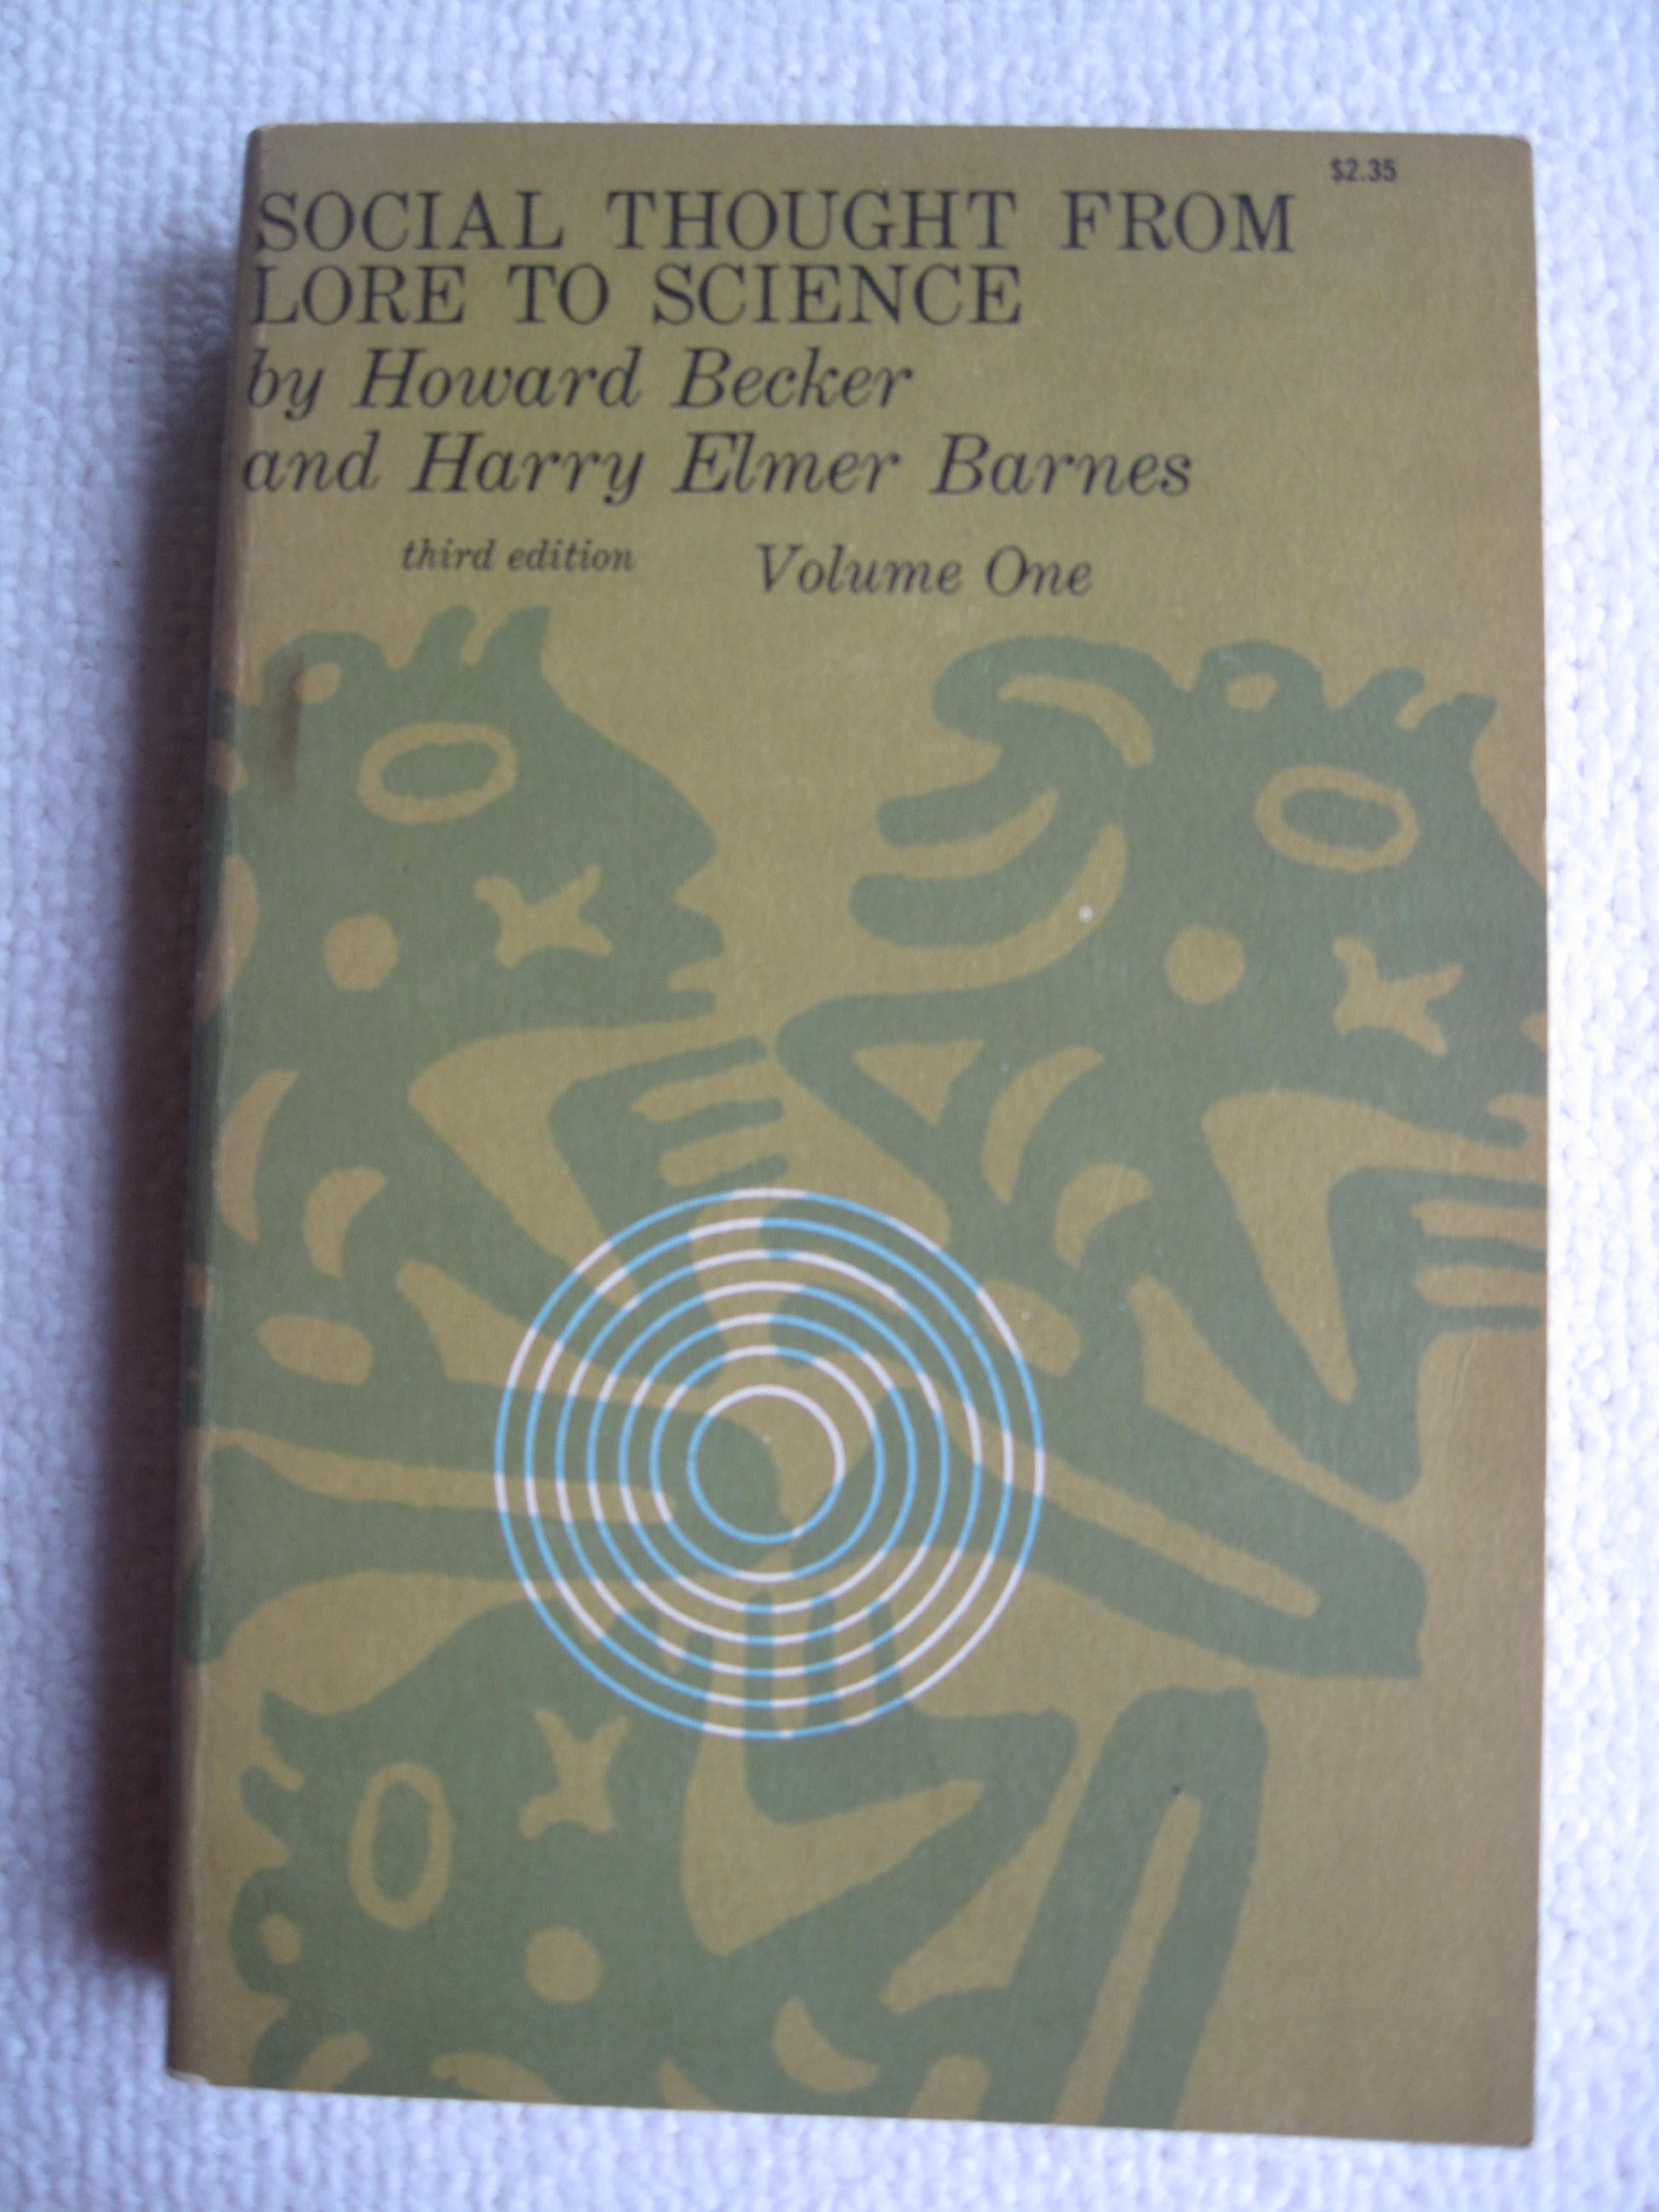 $2.35
SOCIAL THOUGHT FROM
LORE TO SCIENCE
by Howard Becker
and Harry Elmer Barnes
third edition Volume One